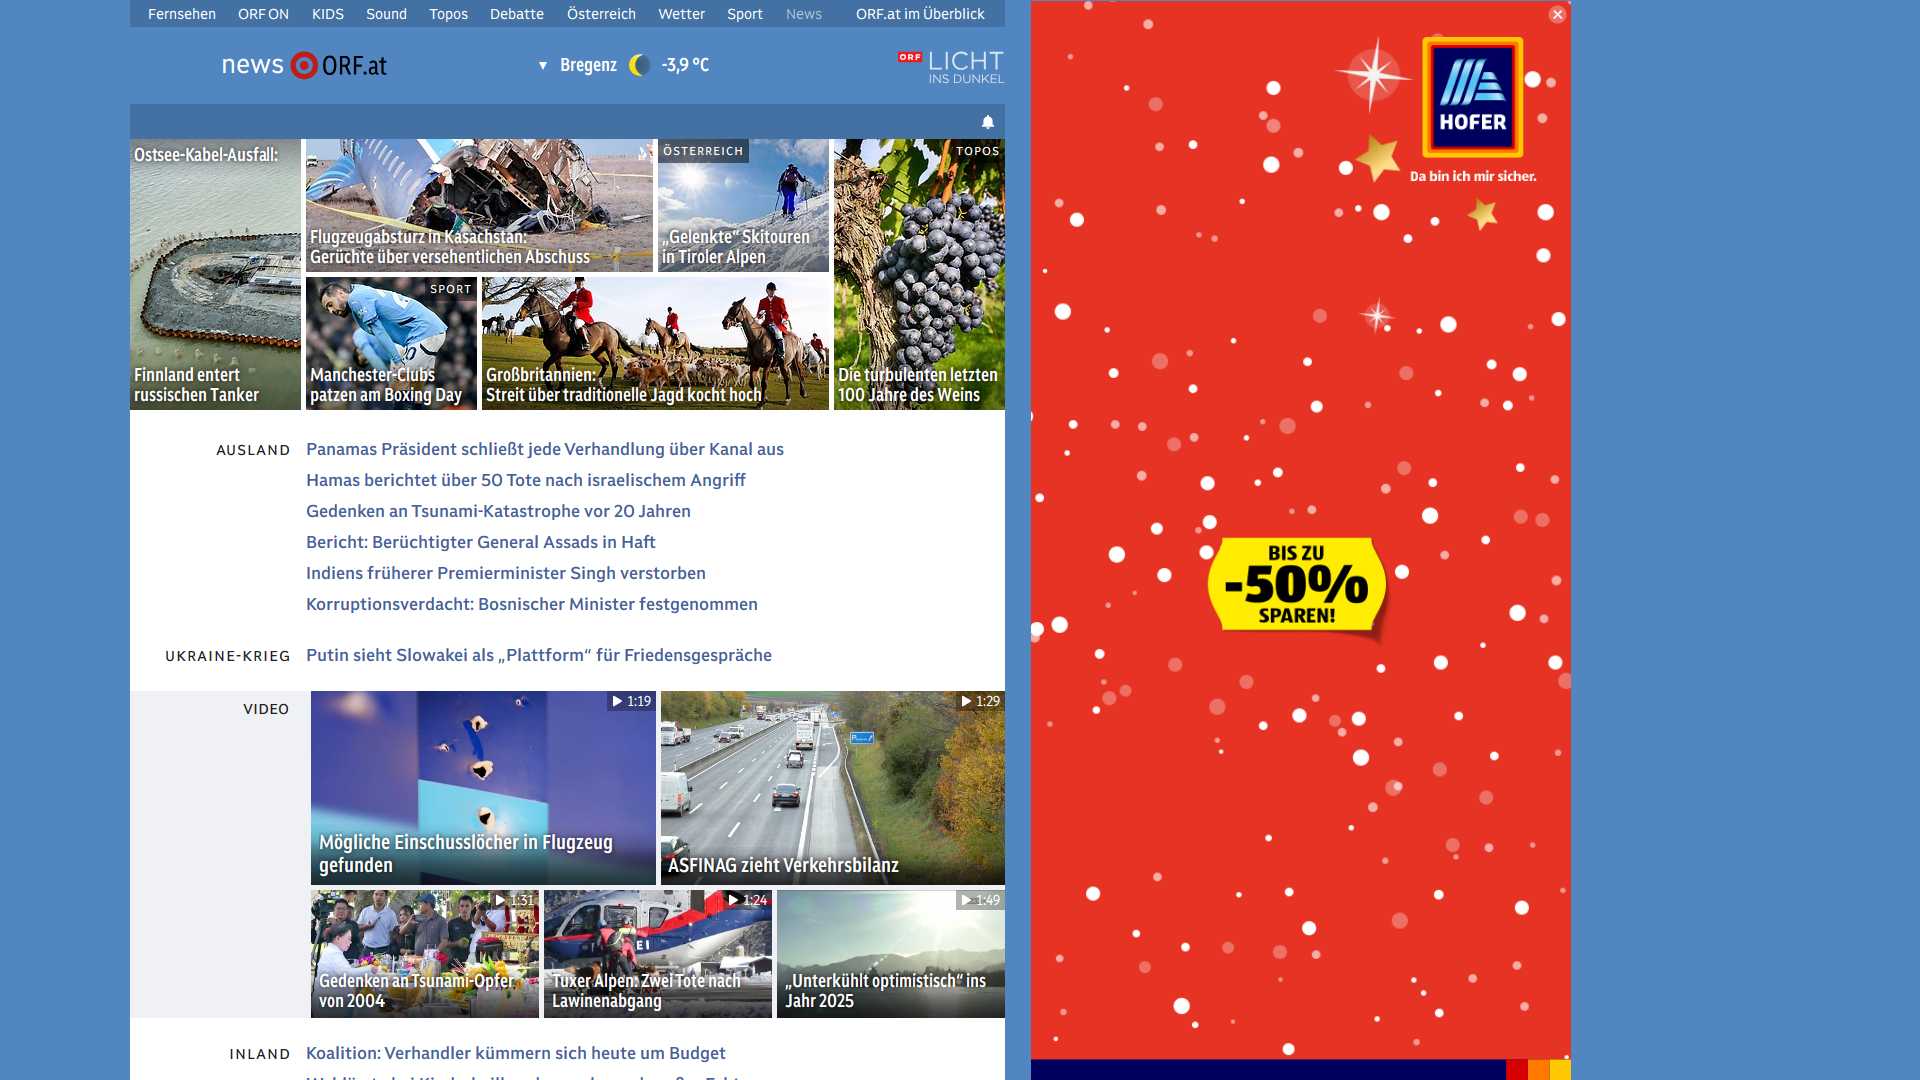 Fernsehen ORF ON KIDS Sound Topos Debatte Österreich Wetter Sport News ORF.at im Überblick
news ORF.at
Bregenz -3,9 °C
ORF LICHT
INS DUNKEL
Ostsee-Kabel-Ausfall:
Finnland entert
russischen Tanker
Flugzeugabsturz in Kasachstan:
Gerüchte über versehentlichen Abschuss
ÖSTERREICH
„Gelenkte“ Skitouren
in Tiroler Alpen
TOPOS
Die turbulenten letzten
100 Jahre des Weins
SPORT
Manchester-Clubs
patzen am Boxing Day
Großbritannien:
Streit über traditionelle Jagd kocht hoch
AUSLAND
Panamas Präsident schließt jede Verhandlung über Kanal aus
Hamas berichtet über 50 Tote nach israelischem Angriff
Gedenken an Tsunami-Katastrophe vor 20 Jahren
Bericht: Berüchtigter General Assads in Haft
Indiens früherer Premierminister Singh verstorben
Korruptionsverdacht: Bosnischer Minister festgenommen
UKRAINE-KRIEG
Putin sieht Slowakei als „Plattform“ für Friedensgespräche
VIDEO
1:19
Mögliche Einschusslöcher in Flugzeug
gefunden
1:29
ASFINAG zieht Verkehrsbilanz
1:31
Gedenken an Tsunami-Opfer
von 2004
1:24
Tuxer Alpen: Zwei Tote nach
Lawinenabgang
1:49
„Unterkühlt optimistisch“ ins
Jahr 2025
INLAND
Koalition: Verhandler kümmern sich heute um Budget
HOFER
Da bin ich mir sicher.
BIS ZU
-50%
SPAREN!